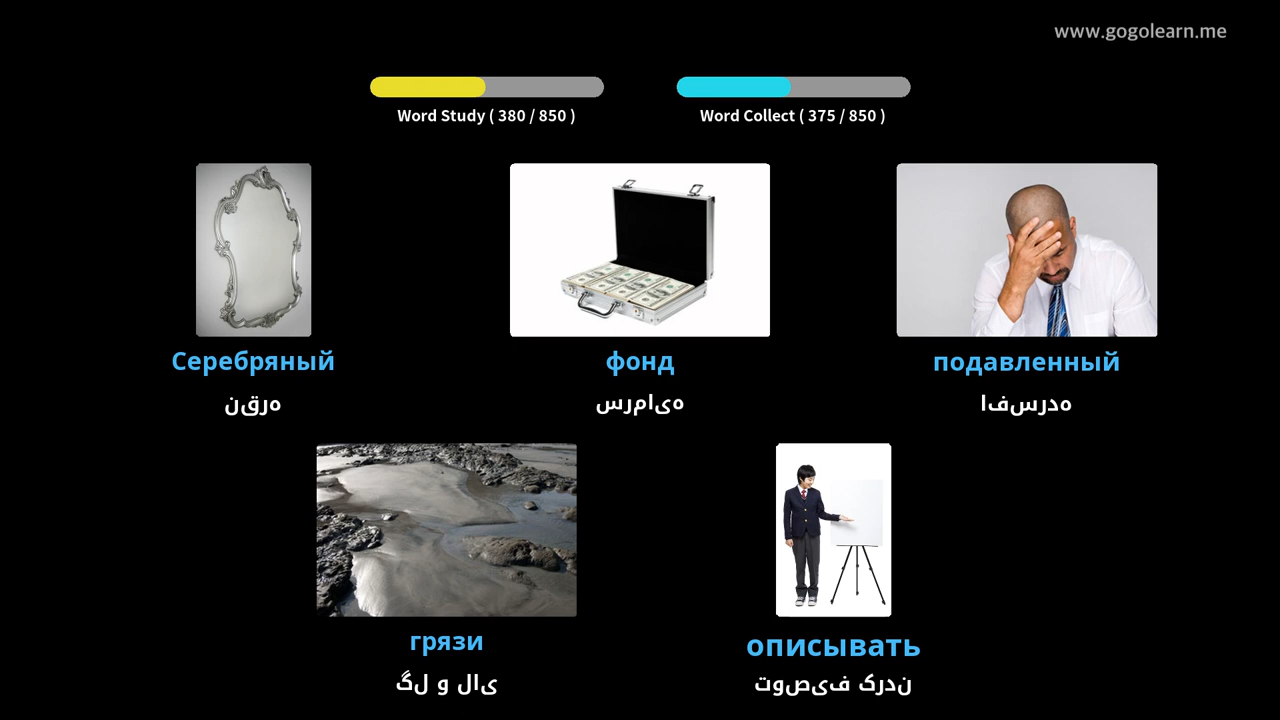 www.gogolearn.me
Word Study ( 380 / 850 )
Word Collect ( 375 / 850 )
Серебряный
نقره
фонд
سرمایه
подавленный
افسرده
грязи
گل و لای
описывать
توصیف کردن